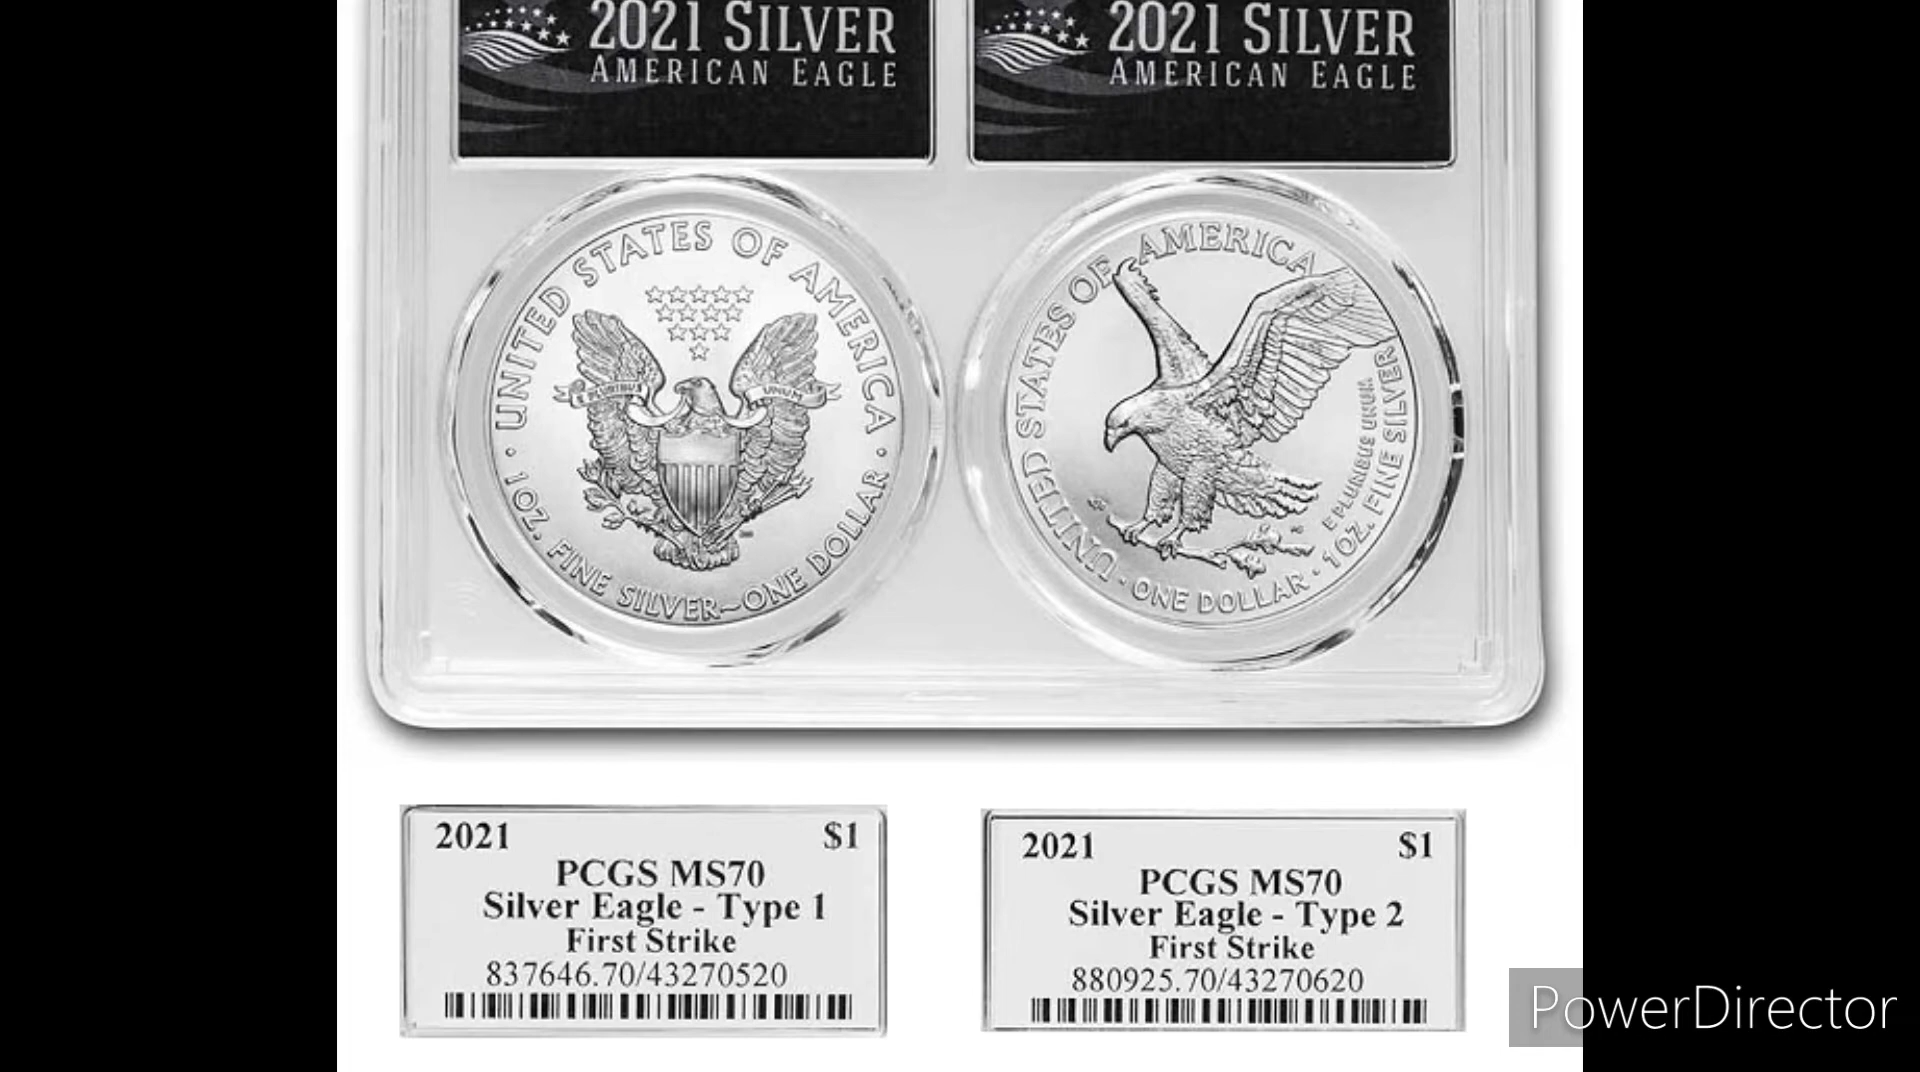 2021 SILVER
AMERICAN EAGLE
2021 SILVER
AMERICAN EAGLE
UNITED STATES OF AMERICA
E PLURIBUS UNUM
· 1 OZ. FINE SILVER~ONE DOLLAR ·
UNITED STATES OF AMERICA
E PLURIBUS UNUM
· ONE DOLLAR · 1 OZ. FINE SILVER
2021 $1
PCGS MS70
Silver Eagle - Type 1
First Strike
837646.70/43270520
2021 $1
PCGS MS70
Silver Eagle - Type 2
First Strike
880925.70/43270620
PowerDirector